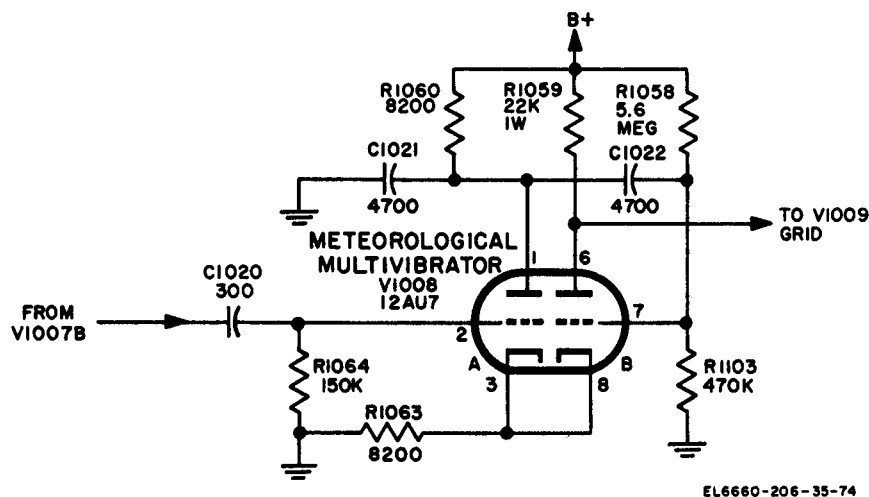 B+
R1060
8200
R1059
22K
1W
R1058
5.6
MEG
C1021
4700
C1022
4700
TO V1009
GRID
METEOROLOGICAL
MULTIVIBRATOR
V1008
12AU7
1
6
C1020
300
FROM
V1007B
2
7
A
3
8
B
R1064
150K
R1103
470K
R1063
8200
EL6660-206-35-74